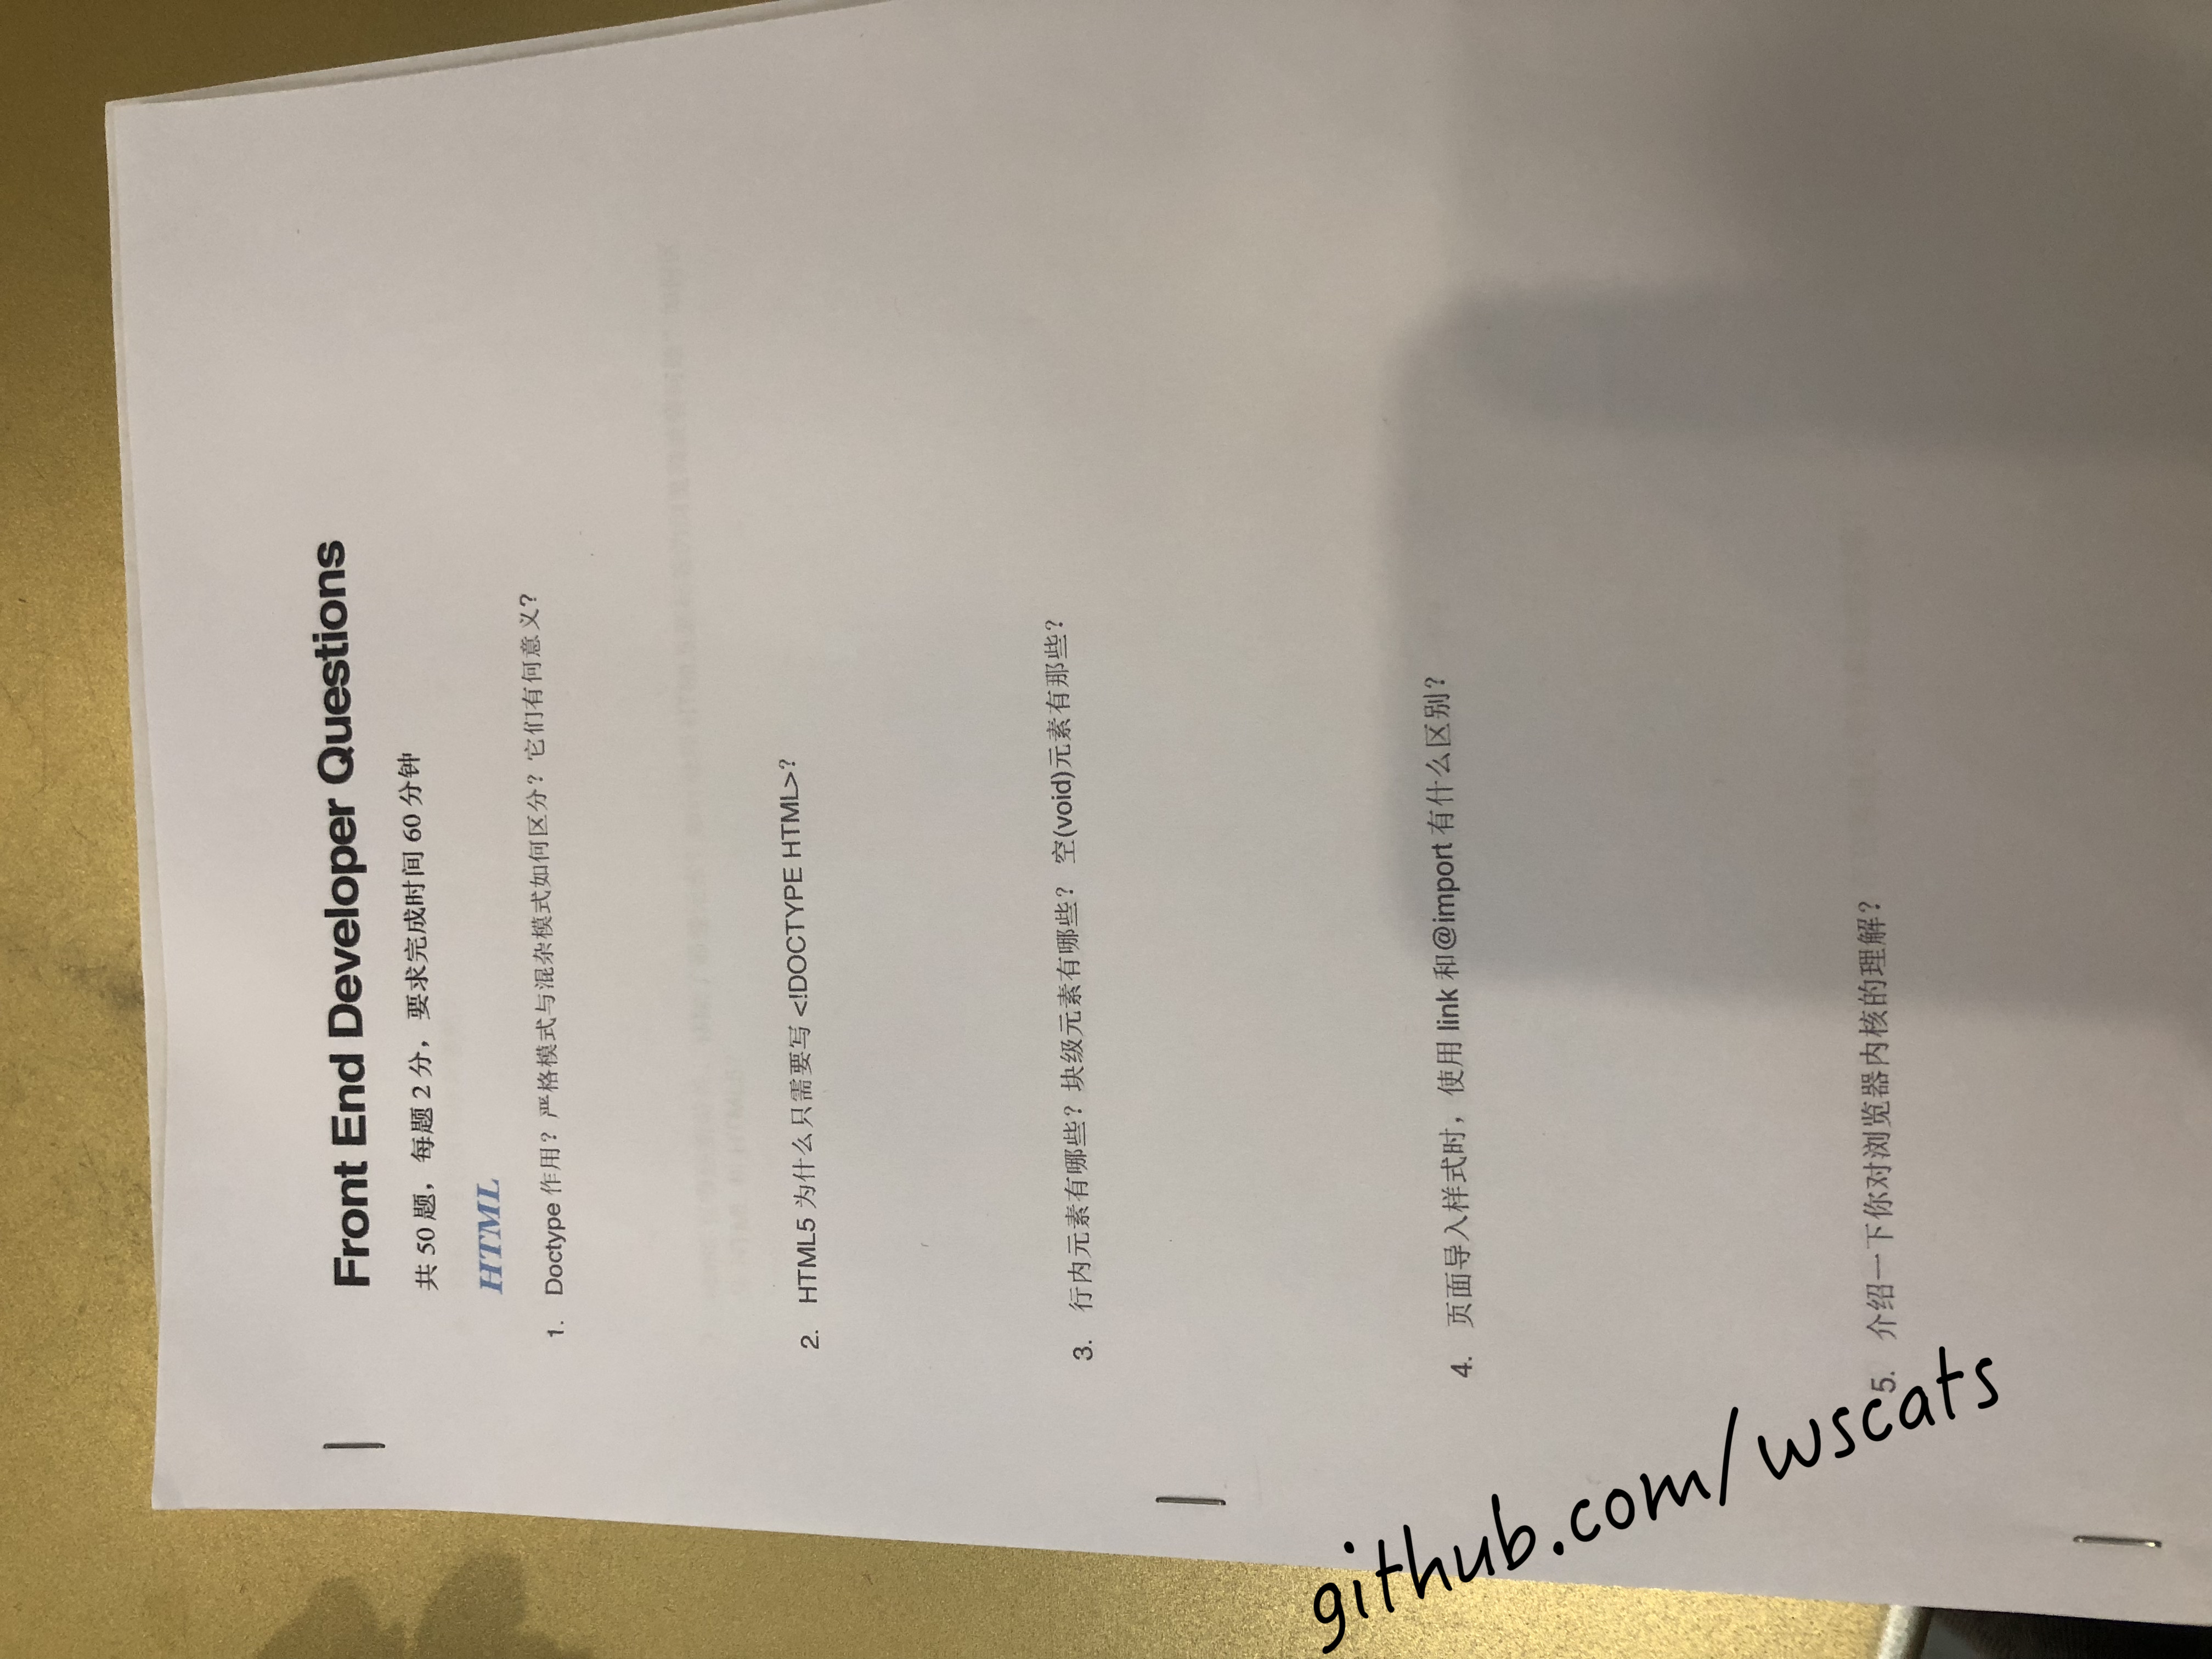 Front End Developer Questions
共 50 题，每题 2 分，要求完成时间 60 分钟
HTML
1. Doctype 作用？严格模式与混杂模式如何区分？它们有何意义?
2. HTML5 为什么只需要写 <!DOCTYPE HTML>？
3. 行内元素有哪些？块级元素有哪些？ 空(void)元素有那些？
4. 页面导入样式时，使用 link 和@import 有什么区别？
5. 介绍一下你对浏览器内核的理解？
github.com/wscats